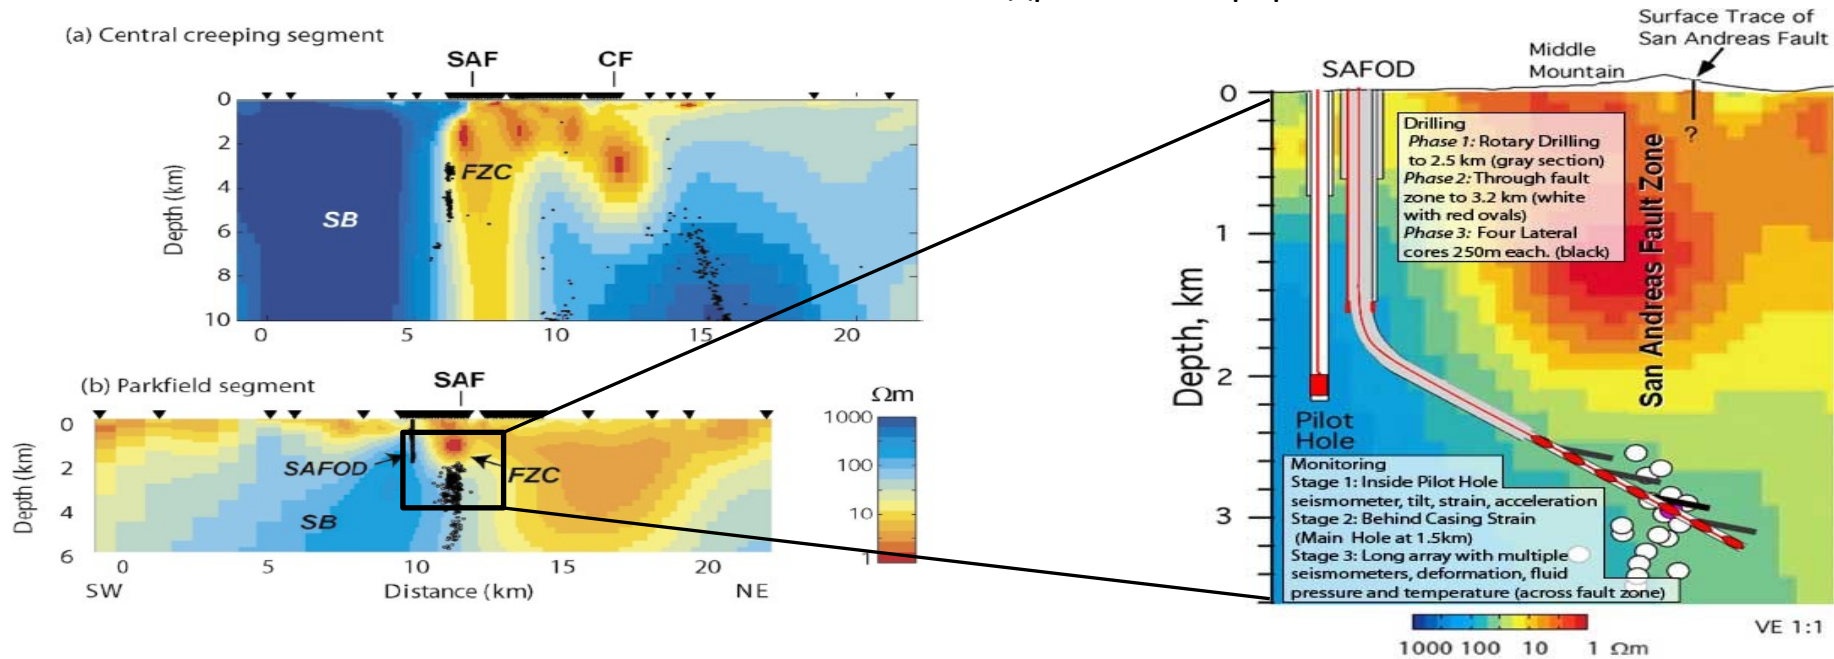 (a) Central creeping segment
SAF
CF
0
2
4
6
8
10
Depth (km)
SB
FZC
0
5
10
15
20
(b) Parkfield segment
SAF
0
2
4
6
Depth (km)
SAFOD
FZC
SB
0
5
10
15
20
SW
Distance (km)
NE
Ωm
1000
100
10
1
Surface Trace of
San Andreas Fault
Middle
Mountain
SAFOD
0
1
2
3
Depth, km
?
San Andreas Fault Zone
Drilling
Phase 1: Rotary Drilling
to 2.5 km (gray section)
Phase 2: Through fault
zone to 3.2 km (white
with red ovals)
Phase 3: Four Lateral
cores 250m each. (black)
Pilot
Hole
Monitoring
Stage 1: Inside Pilot Hole
seismometer, tilt, strain, acceleration
Stage 2: Behind Casing Strain
(Main Hole at 1.5km)
Stage 3: Long array with multiple
seismometers, deformation, fluid
pressure and temperature (across fault zone)
1000 100 10 1 Ωm
VE 1:1